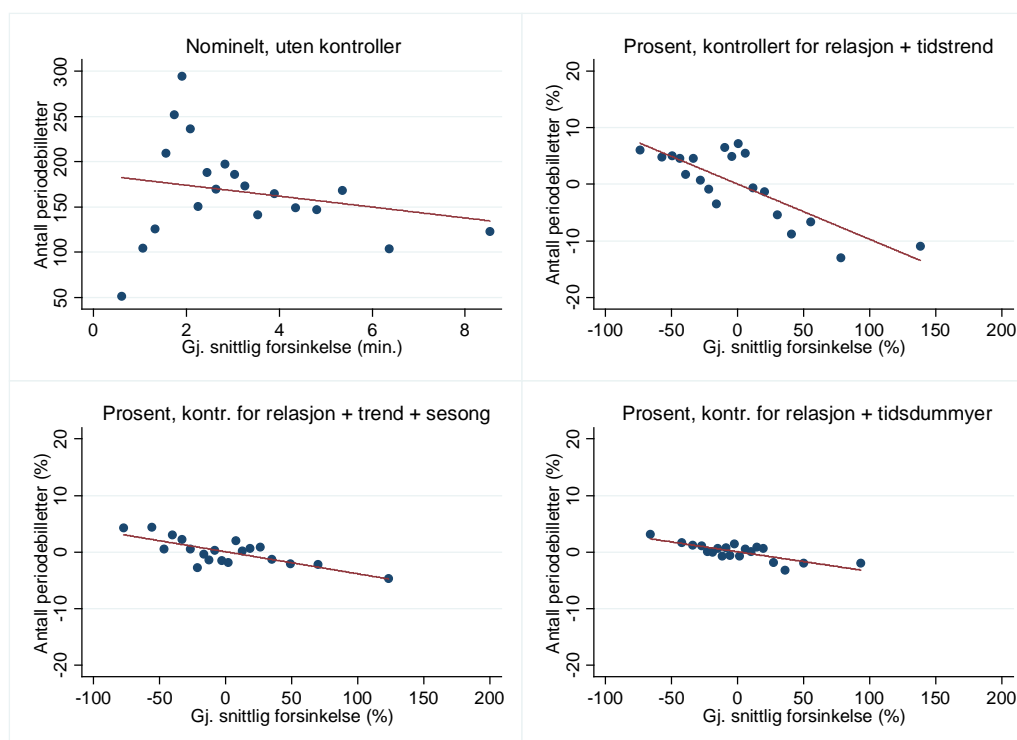 Nominelt, uten kontroller
Antall periodebilletter
300
250
200
150
100
50
0 2 4 6 8
Gj. snittlig forsinkelse (min.)
Prosent, kontrollert for relasjon + tidstrend
Antall periodebilletter (%)
20
10
0
-10
-20
-100 -50 0 50 100 150 200
Gj. snittlig forsinkelse (%)
Prosent, kontr. for relasjon + trend + sesong
Antall periodebilletter (%)
20
10
0
-10
-20
-100 -50 0 50 100 150 200
Gj. snittlig forsinkelse (%)
Prosent, kontr. for relasjon + tidsdummyer
Antall periodebilletter (%)
20
10
0
-10
-20
-100 -50 0 50 100 150 200
Gj. snittlig forsinkelse (%)